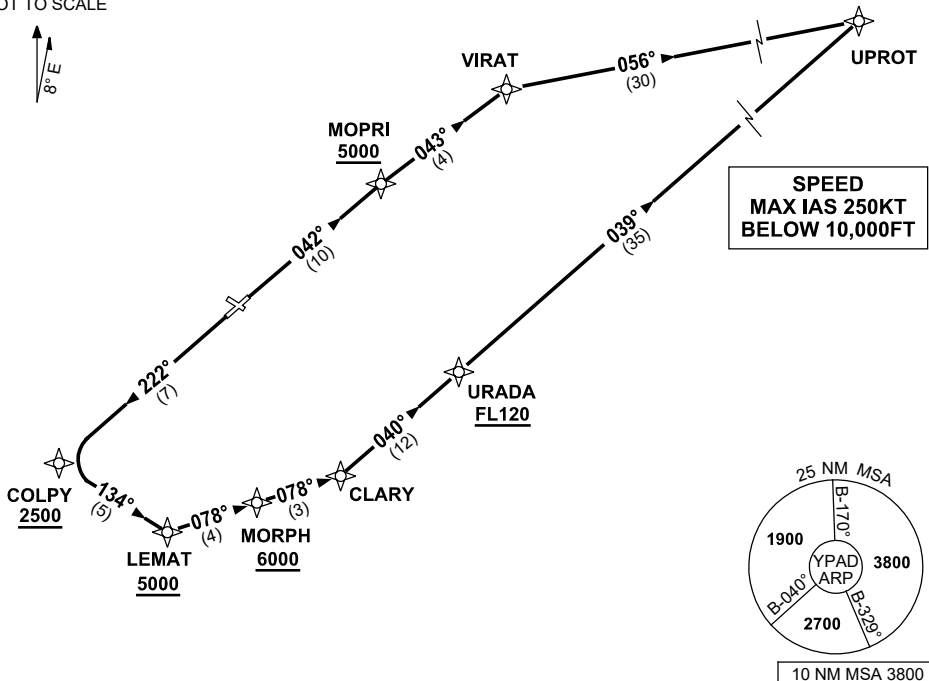 OT TO SCALE
8° E
VIRAT
056°
(30)
UPROT
MOPRI
5000
043°
(4)
SPEED
MAX IAS 250KT
BELOW 10,000FT
042°
(10)
039°
(35)
222°
(7)
URADA
FL120
040°
(12)
COLPY
2500
134°
(5)
078°
(4)
078°
(3)
CLARY
LEMAT
5000
MORPH
6000
25 NM MSA
B-170°
1900
YPAD
ARP
3800
B-040°
B-329°
2700
10 NM MSA 3800